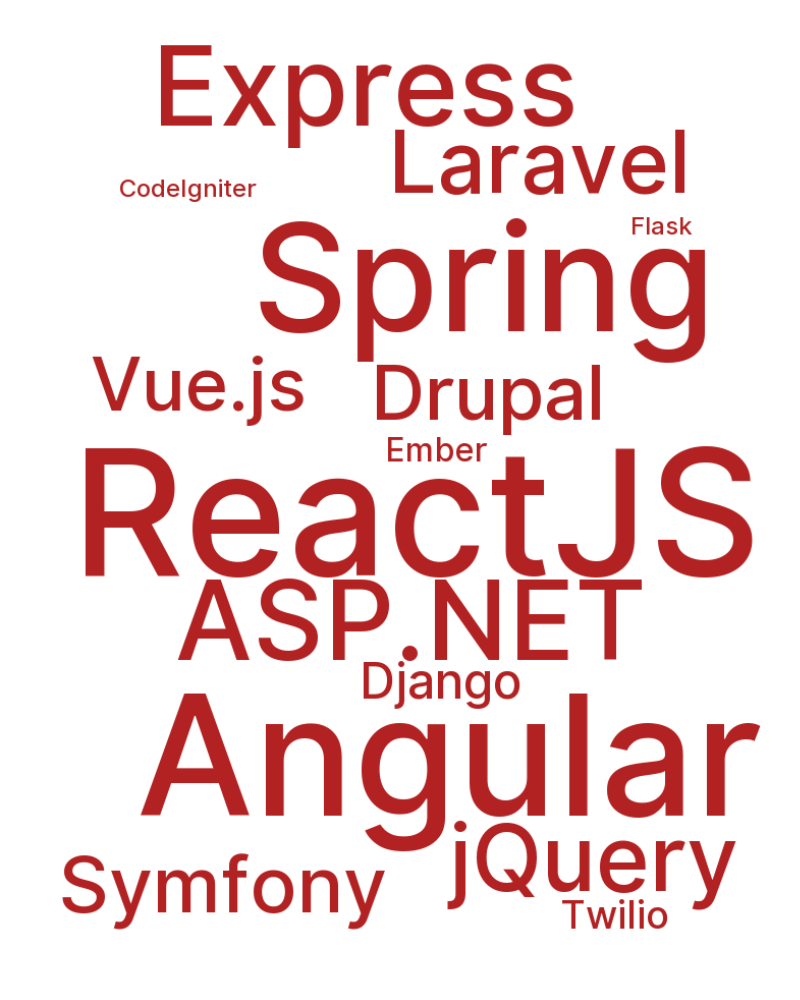 Express
Laravel
CodeIgniter
Flask
Spring
Vue.js
Drupal
Ember
ReactJS
ASP.NET
Django
Angular
jQuery
Symfony
Twilio